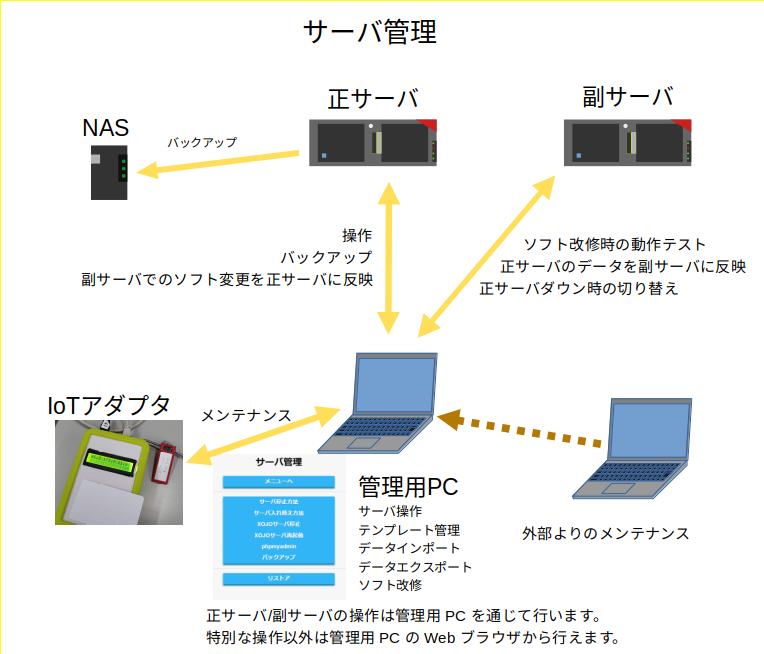 サーバ管理
正サーバ
副サーバ
NAS
バックアップ
操作
バックアップ
副サーバでのソフト変更を正サーバに反映
ソフト改修時の動作テスト
正サーバのデータを副サーバに反映
正サーバダウン時の切り替え
IoTアダプタ
メンテナンス
サーバ管理
メニューへ
サーバ停止方法
サーバ入れ替え方法
XOJOサーバ停止
XOJOサーバ再起動
phpmyadmin
バックアップ
リストア
管理用PC
サーバ操作
テンプレート管理
データインポート
データエクスポート
ソフト改修
外部よりのメンテナンス
正サーバ/副サーバの操作は管理用 PC を通じて行います。
特別な操作以外は管理用 PC の Web ブラウザから行えます。